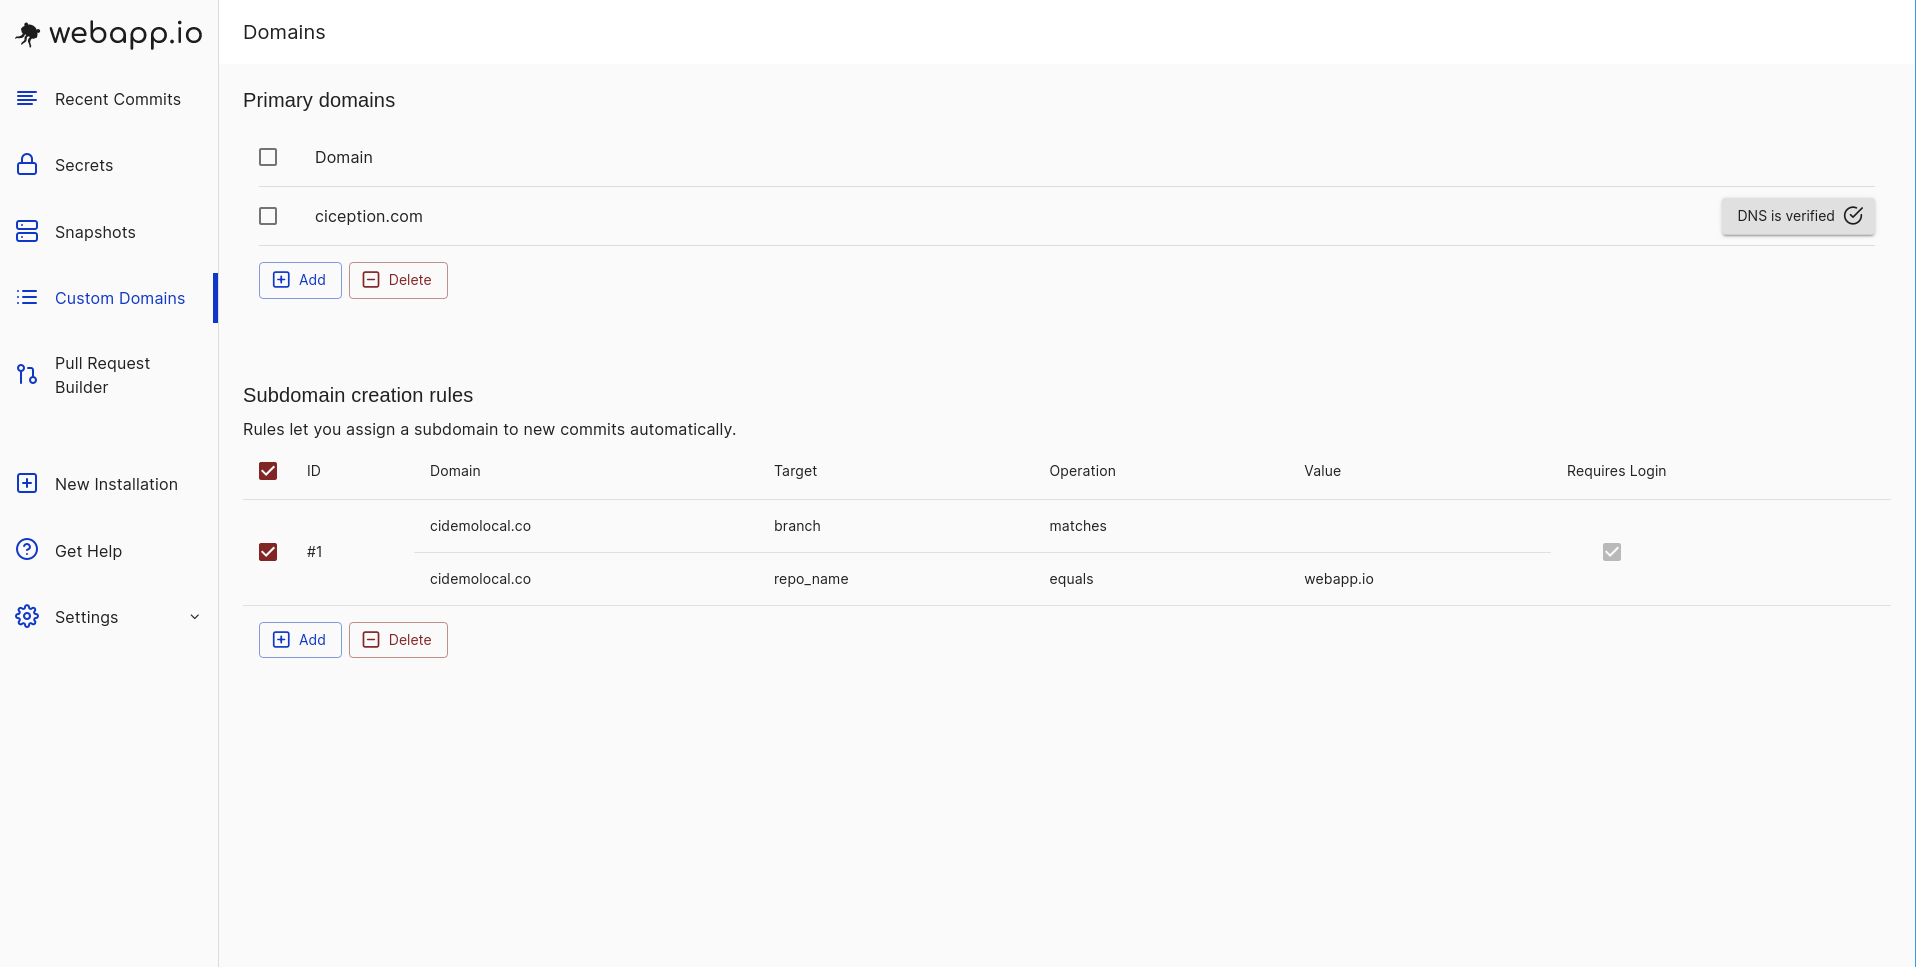 webapp.io
Domains
Recent Commits
Secrets
Snapshots
Custom Domains
Pull Request
Builder
New Installation
Get Help
Settings
Primary domains
Domain
ciception.com DNS is verified
Add Delete
Subdomain creation rules
Rules let you assign a subdomain to new commits automatically.
ID Domain Target Operation Value Requires Login
#1
cidemolocal.co branch matches
cidemolocal.co repo_name equals webapp.io
Add Delete